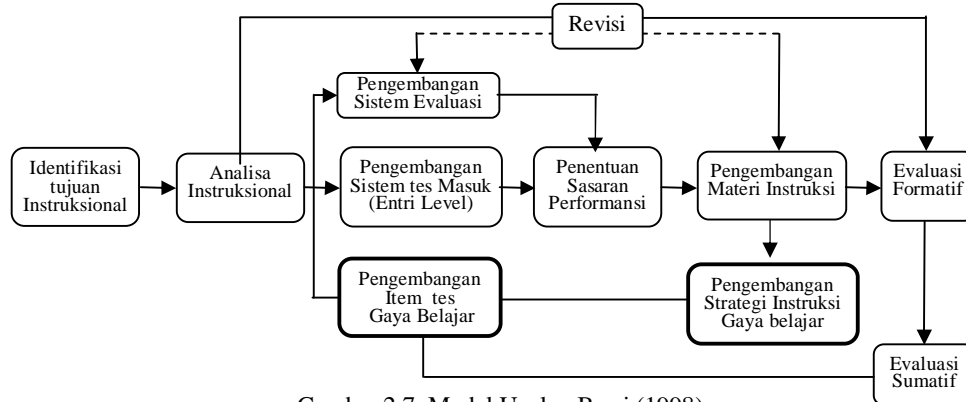 Revisi
Pengembangan
Sistem Evaluasi
Identifikasi
tujuan
Instruksional
Analisa
Instruksional
Pengembangan
Sistem tes Masuk
(Entri Level)
Penentuan
Sasaran
Performansi
Pengembangan
Materi Instruksi
Evaluasi
Formatif
Pengembangan
Item tes
Gaya Belajar
Pengembangan
Strategi Instruksi
Gaya belajar
Evaluasi
Sumatif